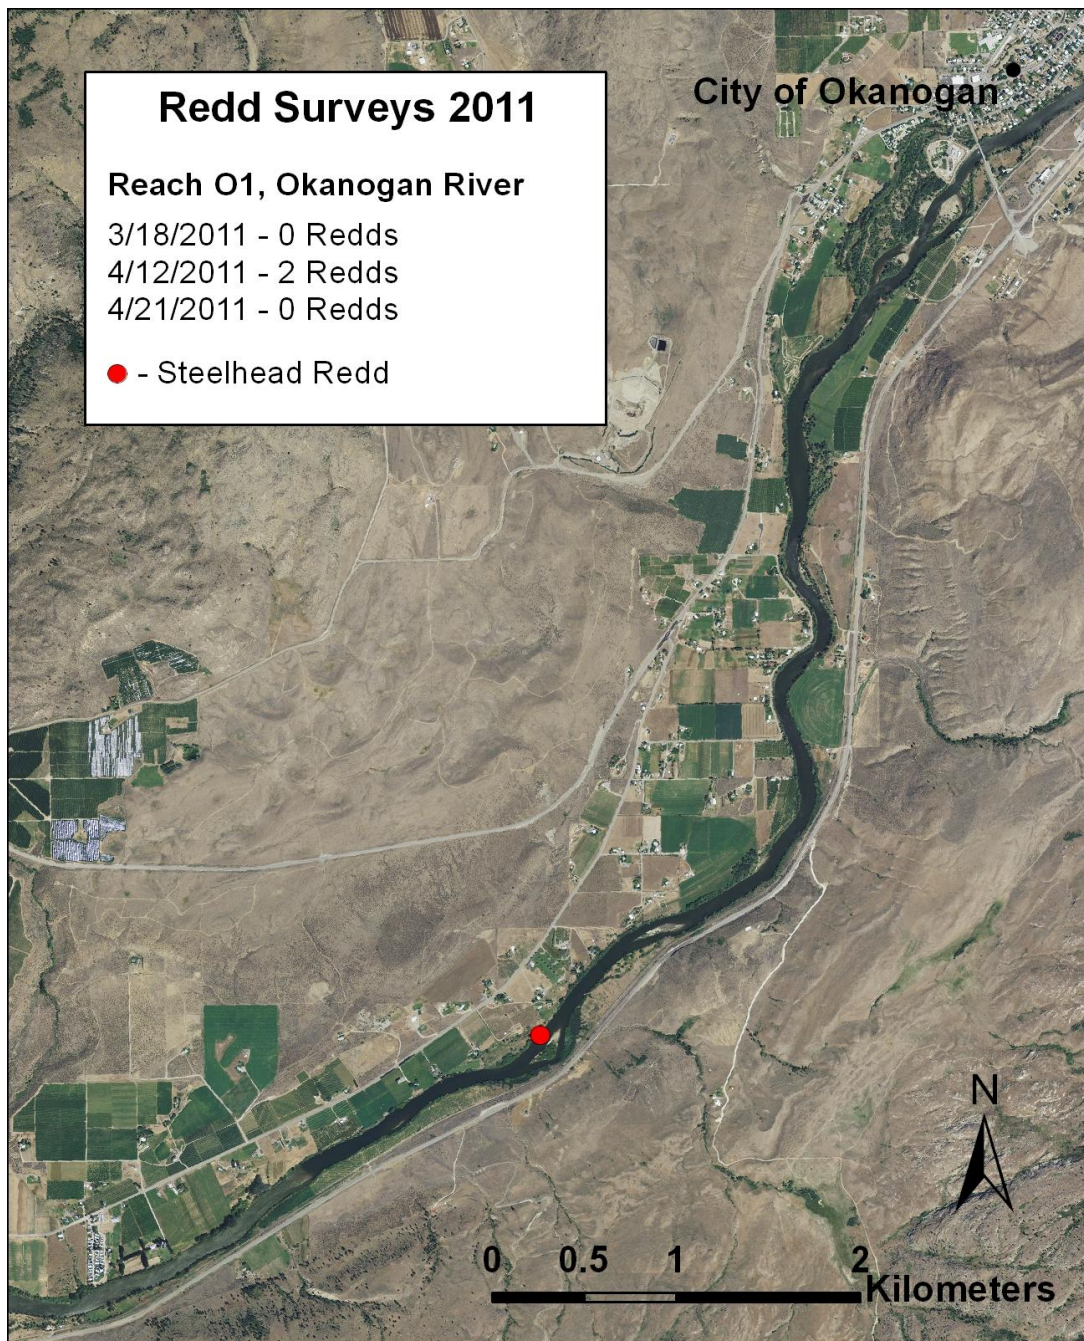 Redd Surveys 2011
City of Okanogan
Reach O1, Okanogan River
3/18/2011 - 0 Redds
4/12/2011 - 2 Redds
4/21/2011 - 0 Redds
- Steelhead Redd
N
0 0.5 1 2
Kilometers